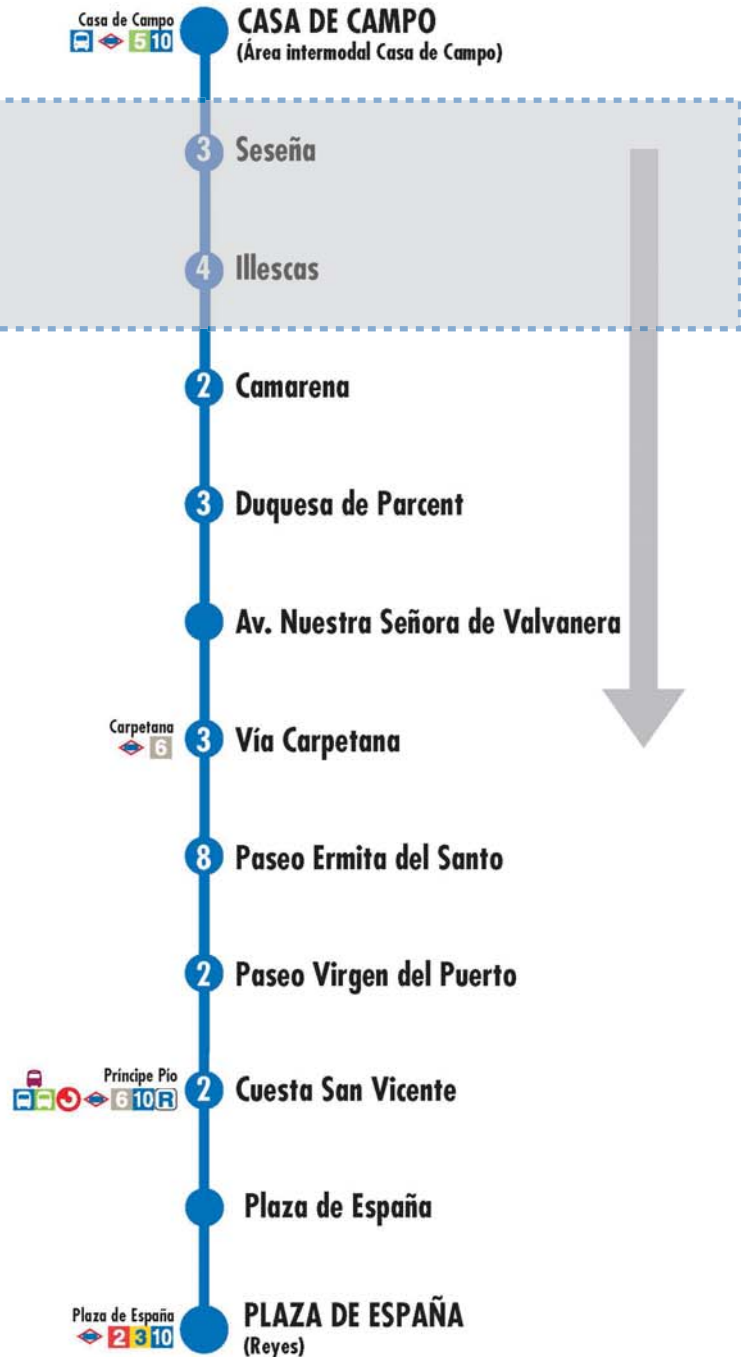 Casa de Campo
5 10
CASA DE CAMPO
(Área intermodal Casa de Campo)
3 Seseña
4 Illescas
2 Camarena
3 Duquesa de Parcent
Av. Nuestra Señora de Valvanera
Carpetana
6
3 Vía Carpetana
8 Paseo Ermita del Santo
2 Paseo Virgen del Puerto
Príncipe Pío
6 10 R
2 Cuesta San Vicente
Plaza de España
Plaza de España
2 3 10
PLAZA DE ESPAÑA
(Reyes)